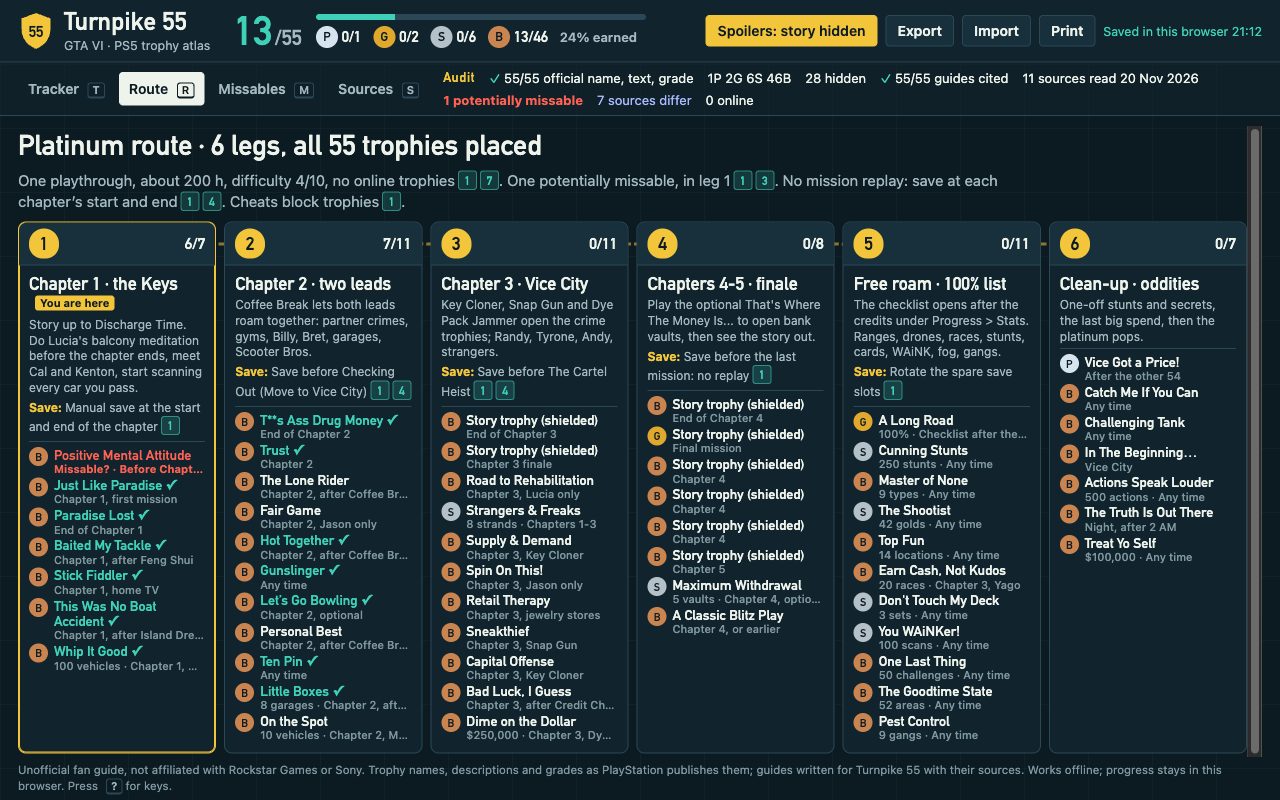 55
Turnpike 55
GTA VI · PS5 trophy atlas
13/55
P 0/1 G 0/2 S 0/6 B 13/46 24% earned
Spoilers: story hidden
Export
Import
Print
Saved in this browser 21:12
Tracker T
Route R
Missables M
Sources S
Audit ✓ 55/55 official name, text, grade 1P 2G 6S 46B 28 hidden ✓ 55/55 guides cited 11 sources read 20 Nov 2026
1 potentially missable 7 sources differ 0 online
Platinum route · 6 legs, all 55 trophies placed
One playthrough, about 200 h, difficulty 4/10, no online trophies 1 7. One potentially missable, in leg 1 1 3. No mission replay: save at each
chapter's start and end 1 4. Cheats block trophies 1.
1 6/7
Chapter 1 · the Keys
You are here
Story up to Discharge Time.
Do Lucia's balcony meditation
before the chapter ends, meet
Cal and Kenton, start scanning
every car you pass.
Save: Manual save at the start
and end of the chapter 1
B Positive Mental Attitude
Missable? · Before Chapt...
B Just Like Paradise ✓
Chapter 1, first mission
B Paradise Lost ✓
End of Chapter 1
B Baited My Tackle ✓
Chapter 1, after Feng Shui
B Stick Fiddler ✓
Chapter 1, home TV
B This Was No Boat
Accident ✓
Chapter 1, after Island Dre...
B Whip It Good ✓
100 vehicles · Chapter 1, ...
2 7/11
Chapter 2 · two leads
Coffee Break lets both leads
roam together: partner crimes,
gyms, Billy, Bret, garages,
Scooter Bros.
Save: Save before Checking
Out (Move to Vice City) 1 4
B T**s Ass Drug Money ✓
End of Chapter 2
B Trust ✓
Chapter 2
B The Lone Rider
Chapter 2, after Coffee Br...
B Fair Game
Chapter 2, Jason only
B Hot Together ✓
Chapter 2, after Coffee Br...
B Gunslinger ✓
Any time
B Let's Go Bowling ✓
Chapter 2, optional
B Personal Best
Chapter 2, after Coffee Br...
B Ten Pin ✓
Any time
B Little Boxes ✓
8 garages · Chapter 2, aft...
B On the Spot
10 vehicles · Chapter 2, M...
3 0/11
Chapter 3 · Vice City
Key Cloner, Snap Gun and Dye
Pack Jammer open the crime
trophies; Randy, Tyrone, Andy,
strangers.
Save: Save before The Cartel
Heist 1 4
B Story trophy (shielded)
End of Chapter 3
B Story trophy (shielded)
Chapter 3 finale
B Road to Rehabilitation
Chapter 3, Lucia only
S Strangers & Freaks
8 strands · Chapters 1-3
B Supply & Demand
Chapter 3, Key Cloner
B Spin On This!
Chapter 3, Jason only
B Retail Therapy
Chapter 3, jewelry stores
B Sneakthief
Chapter 3, Snap Gun
B Capital Offense
Chapter 3, Key Cloner
B Bad Luck, I Guess
Chapter 3, after Credit Ch...
B Dime on the Dollar
$250,000 · Chapter 3, Dy...
4 0/8
Chapters 4-5 · finale
Play the optional That's Where
The Money Is... to open bank
vaults, then see the story out.
Save: Save before the last
mission: no replay 1
B Story trophy (shielded)
End of Chapter 4
G Story trophy (shielded)
Final mission
B Story trophy (shielded)
Chapter 4
B Story trophy (shielded)
Chapter 4
B Story trophy (shielded)
Chapter 4
B Story trophy (shielded)
Chapter 5
S Maximum Withdrawal
5 vaults · Chapter 4, optio...
B A Classic Blitz Play
Chapter 4, or earlier
5 0/11
Free roam · 100% list
The checklist opens after the
credits under Progress > Stats.
Ranges, drones, races, stunts,
cards, WAiNK, fog, gangs.
Save: Rotate the spare save
slots 1
G A Long Road
100% · Checklist after the...
S Cunning Stunts
250 stunts · Any time
B Master of None
9 types · Any time
S The Shootist
42 golds · Any time
B Top Fun
14 locations · Any time
B Earn Cash, Not Kudos
20 races · Chapter 3, Yago
S Don't Touch My Deck
3 sets · Any time
S You WAiNKer!
100 scans · Any time
B One Last Thing
50 challenges · Any time
B The Goodtime State
52 areas · Any time
B Pest Control
9 gangs · Any time
6 0/7
Clean-up · oddities
One-off stunts and secrets,
the last big spend, then the
platinum pops.
P Vice Got a Price!
After the other 54
B Catch Me If You Can
Any time
B Challenging Tank
Any time
B In The Beginning...
Vice City
B Actions Speak Louder
500 actions · Any time
B The Truth Is Out There
Night, after 2 AM
B Treat Yo Self
$100,000 · Any time
Unofficial fan guide, not affiliated with Rockstar Games or Sony. Trophy names, descriptions and grades as PlayStation publishes them; guides written for Turnpike 55 with their sources. Works offline; progress stays in this
browser. Press ? for keys.